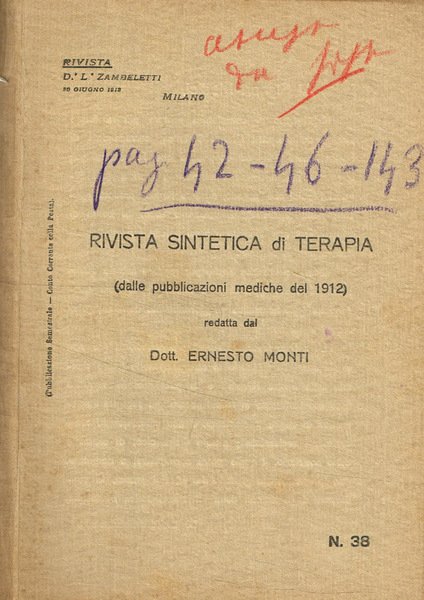 RIVISTA
D.r L.i ZAMBELETTI
30 GIUGNO 1913
MILANO
da
pag 42-46-143
RIVISTA SINTETICA di TERAPIA
(dalle pubblicazioni mediche del 1912)
redatta dal
Dott. ERNESTO MONTI
(Pubblicazione Semestrale — Conto Corrente colla Posta).
N. 38